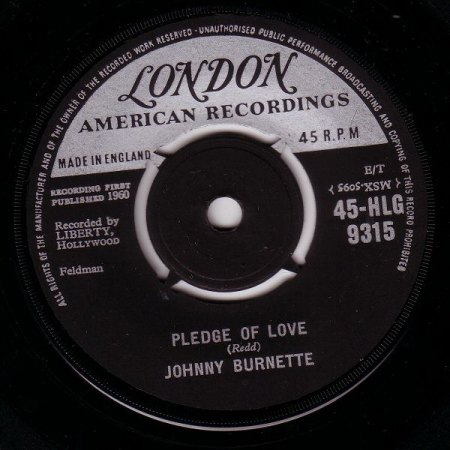 ALL RIGHTS OF THE MANUFACTURER AND OF THE OWNER OF THE RECORDED WORK RESERVED - UNAUTHORISED PUBLIC PERFORMANCE BROADCASTING AND COPYING OF THIS RECORD PROHIBITED
LONDON
AMERICAN RECORDINGS
MADE IN ENGLAND
45 R.P.M
RECORDING FIRST
PUBLISHED 1960
E/T
MSX.5095
Recorded by
LIBERTY,
HOLLYWOOD
45-HLG
9315
Feldman
PLEDGE OF LOVE
(Redd)
JOHNNY BURNETTE